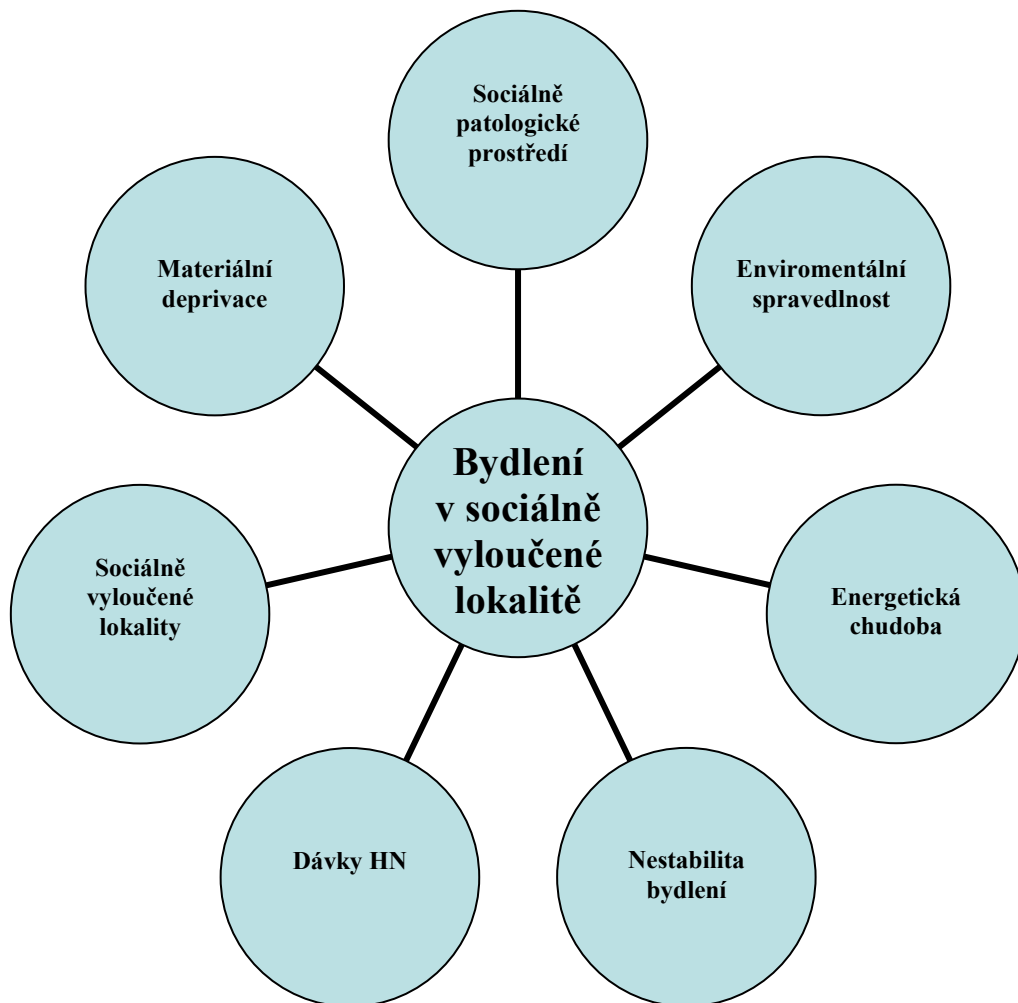 Sociálně
patologické
prostředí
Materiální
deprivace
Enviromentální
spravedlnost
Bydlení
v sociálně
vyloučené
lokalitě
Sociálně
vyloučené
lokality
Energetická
chudoba
Dávky HN
Nestabilita
bydlení